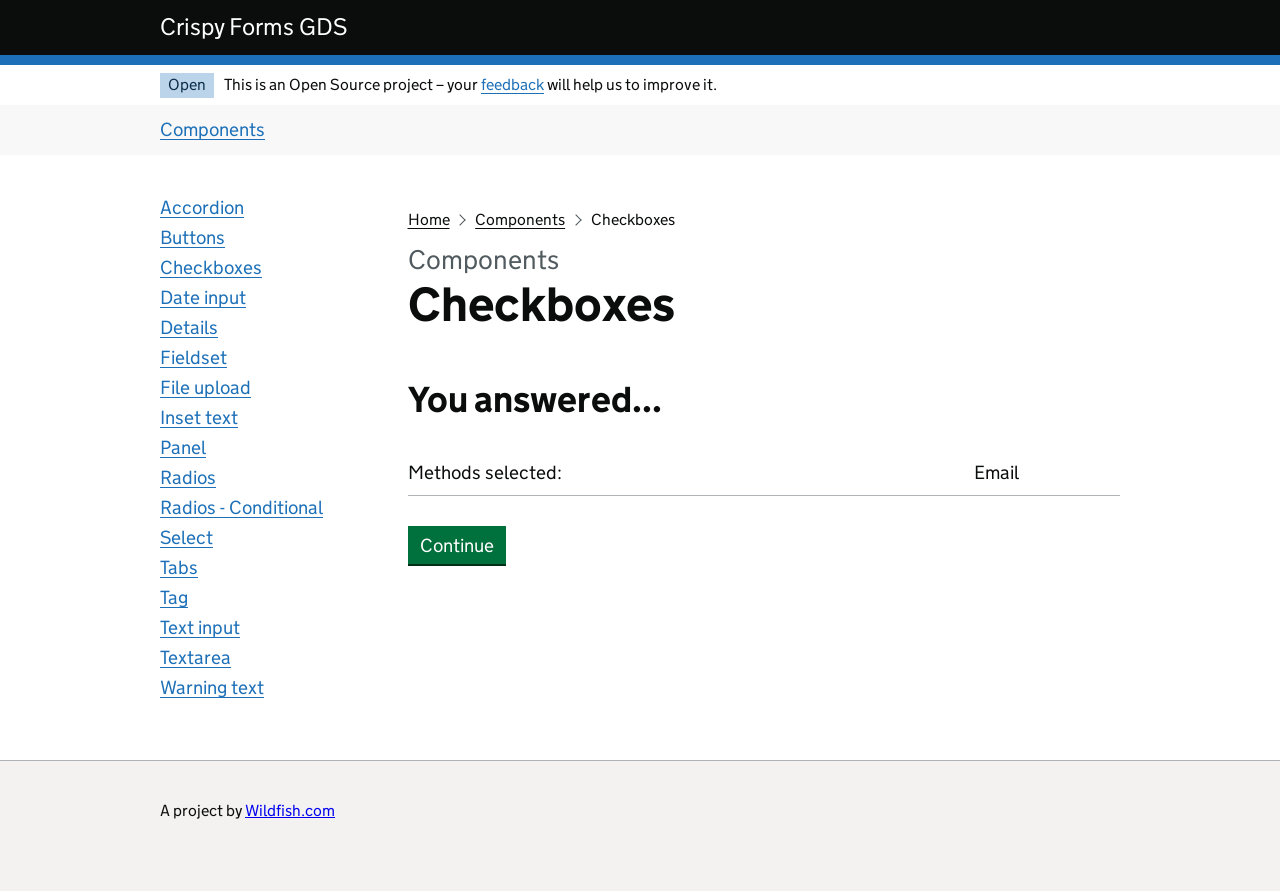 Crispy Forms GDS
Open This is an Open Source project – your feedback will help us to improve it.
Components
Accordion
Buttons
Checkboxes
Date input
Details
Fieldset
File upload
Inset text
Panel
Radios
Radios - Conditional
Select
Tabs
Tag
Text input
Textarea
Warning text
Home Components Checkboxes
Components
Checkboxes
You answered...
Methods selected: Email
Continue
A project by Wildfish.com